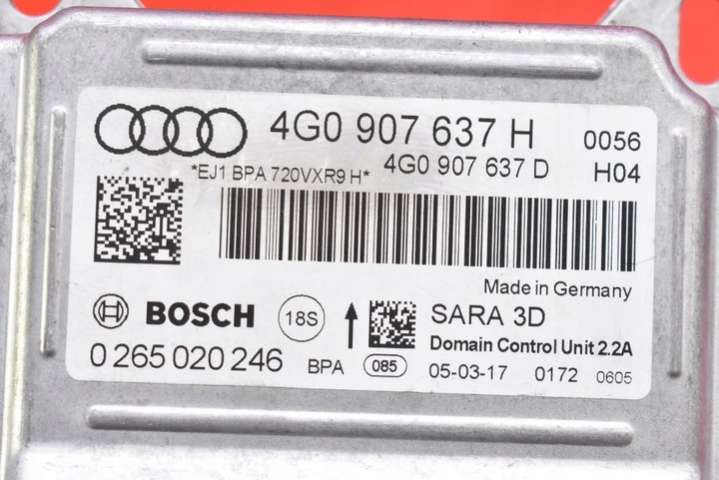 4G0 907 637 H 0056
*EJ1 BPA 720VXR9 H* 4G0 907 637 D H04
Made in Germany
BOSCH 18S SARA 3D
Domain Control Unit 2.2A
0 265 020 246 BPA 085 05-03-17 0172 0605